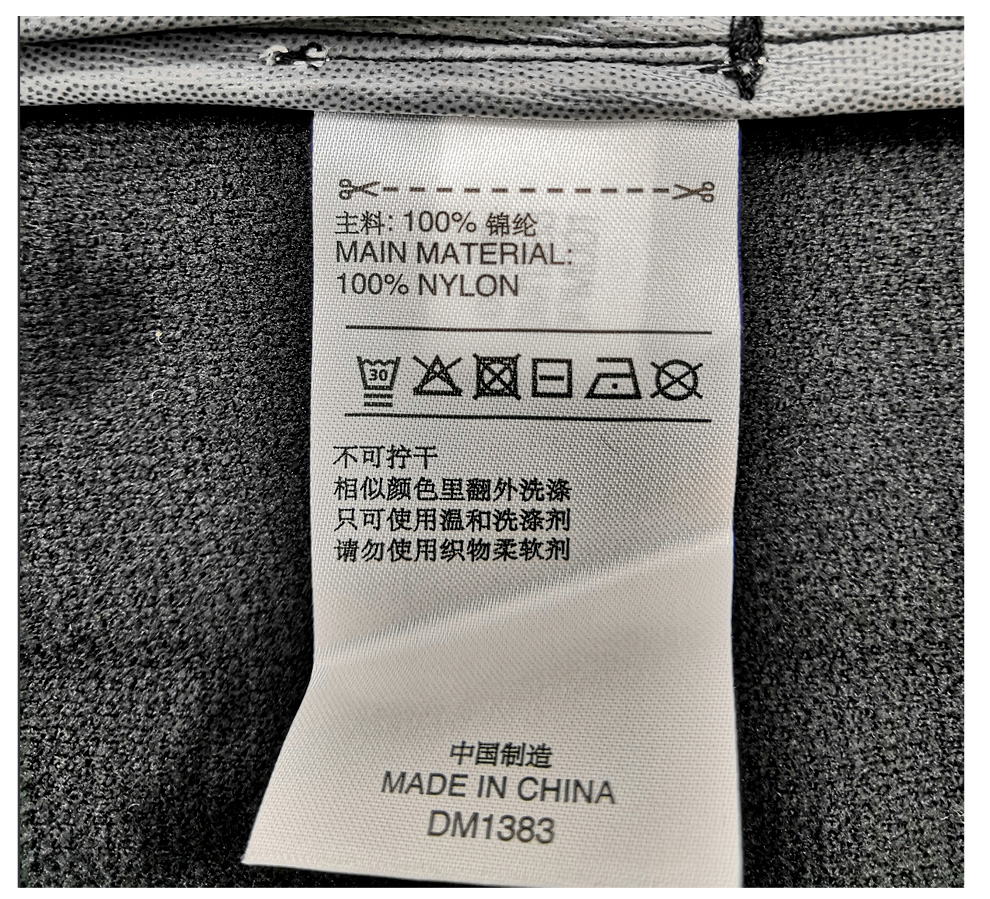 主料: 100% 锦纶
MAIN MATERIAL:
100% NYLON
30
不可拧干
相似颜色里翻外洗涤
只可使用温和洗涤剂
请勿使用织物柔软剂
中国制造
MADE IN CHINA
DM1383